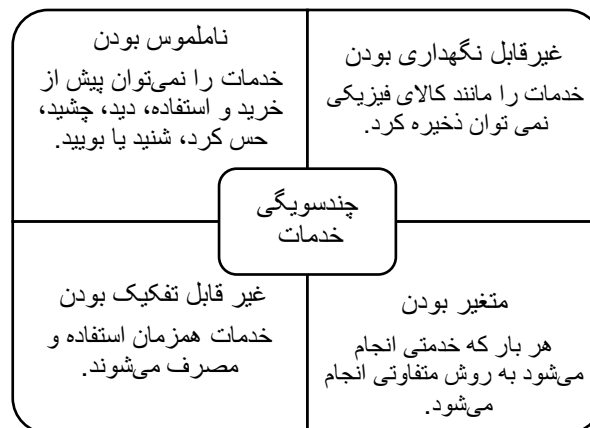 غیرقابل نگهداری بودن
خدمات را مانند کالای فیزیکی
نمی توان ذخیره کرد.
ناملموس بودن
خدمات را نمی‌توان پیش از
خرید و استفاده، دید، چشید،
حس کرد، شنید یا بویید.
چندسویگی
خدمات
متغیر بودن
هر بار که خدمتی انجام
می‌شود به روش متفاوتی انجام
می‌شود.
غیر قابل تفکیک بودن
خدمات همزمان استفاده و
مصرف می‌شوند.